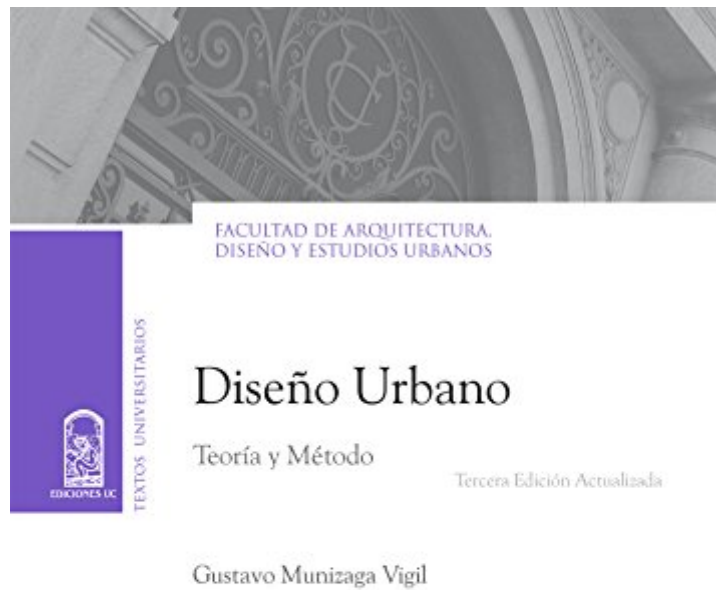 FACULTAD DE ARQUITECTURA,
DISEÑO Y ESTUDIOS URBANOS
TEXTOS UNIVERSITARIOS
Diseño Urbano
Teoría y Método
Tercera Edición Actualizada
EDICIONES UC
Gustavo Munizaga Vigil